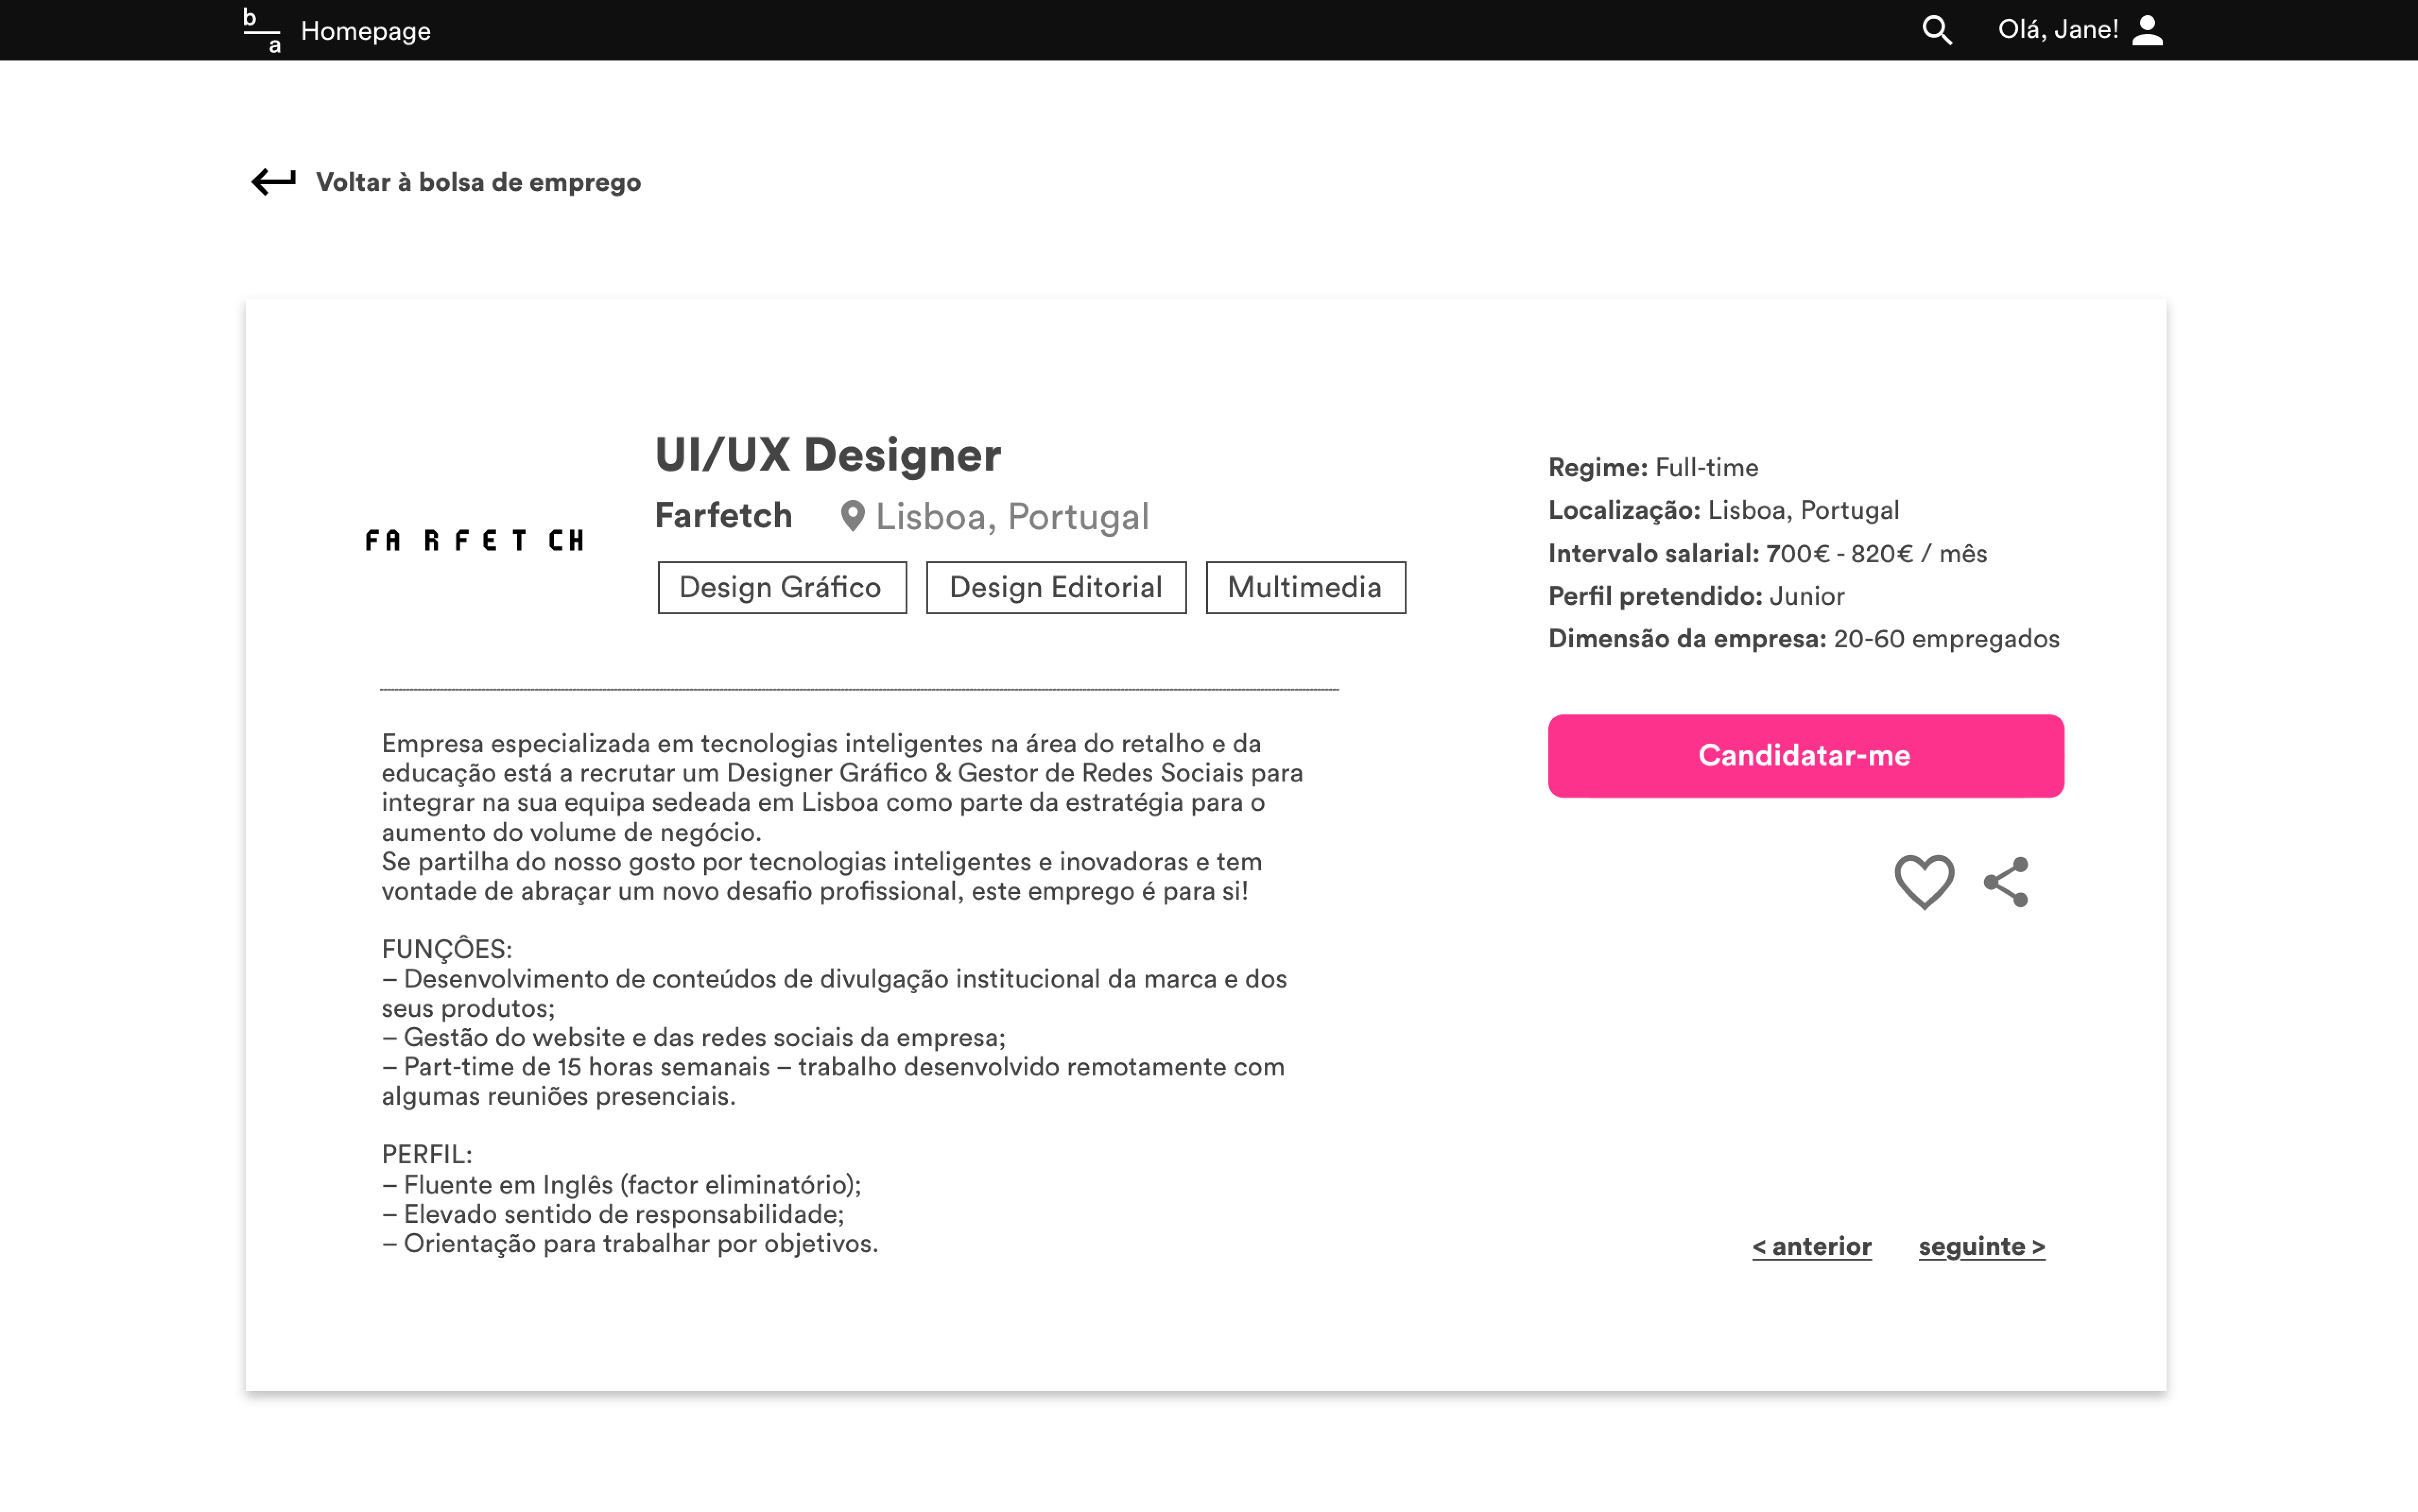 b
a
Homepage
Olá, Jane!
Voltar à bolsa de emprego
FARFETCH
UI/UX Designer
Farfetch
Lisboa, Portugal
Design Gráfico
Design Editorial
Multimedia
Regime: Full-time
Localização: Lisboa, Portugal
Intervalo salarial: 700€ - 820€ / mês
Perfil pretendido: Junior
Dimensão da empresa: 20-60 empregados
Candidatar-me
Empresa especializada em tecnologias inteligentes na área do retalho e da
educação está a recrutar um Designer Gráfico & Gestor de Redes Sociais para
integrar na sua equipa sedeada em Lisboa como parte da estratégia para o
aumento do volume de negócio.
Se partilha do nosso gosto por tecnologias inteligentes e inovadoras e tem
vontade de abraçar um novo desafio profissional, este emprego é para si!
FUNÇÔES:
– Desenvolvimento de conteúdos de divulgação institucional da marca e dos
seus produtos;
– Gestão do website e das redes sociais da empresa;
– Part-time de 15 horas semanais – trabalho desenvolvido remotamente com
algumas reuniões presenciais.
PERFIL:
– Fluente em Inglês (factor eliminatório);
– Elevado sentido de responsabilidade;
– Orientação para trabalhar por objetivos.
< anterior
seguinte >